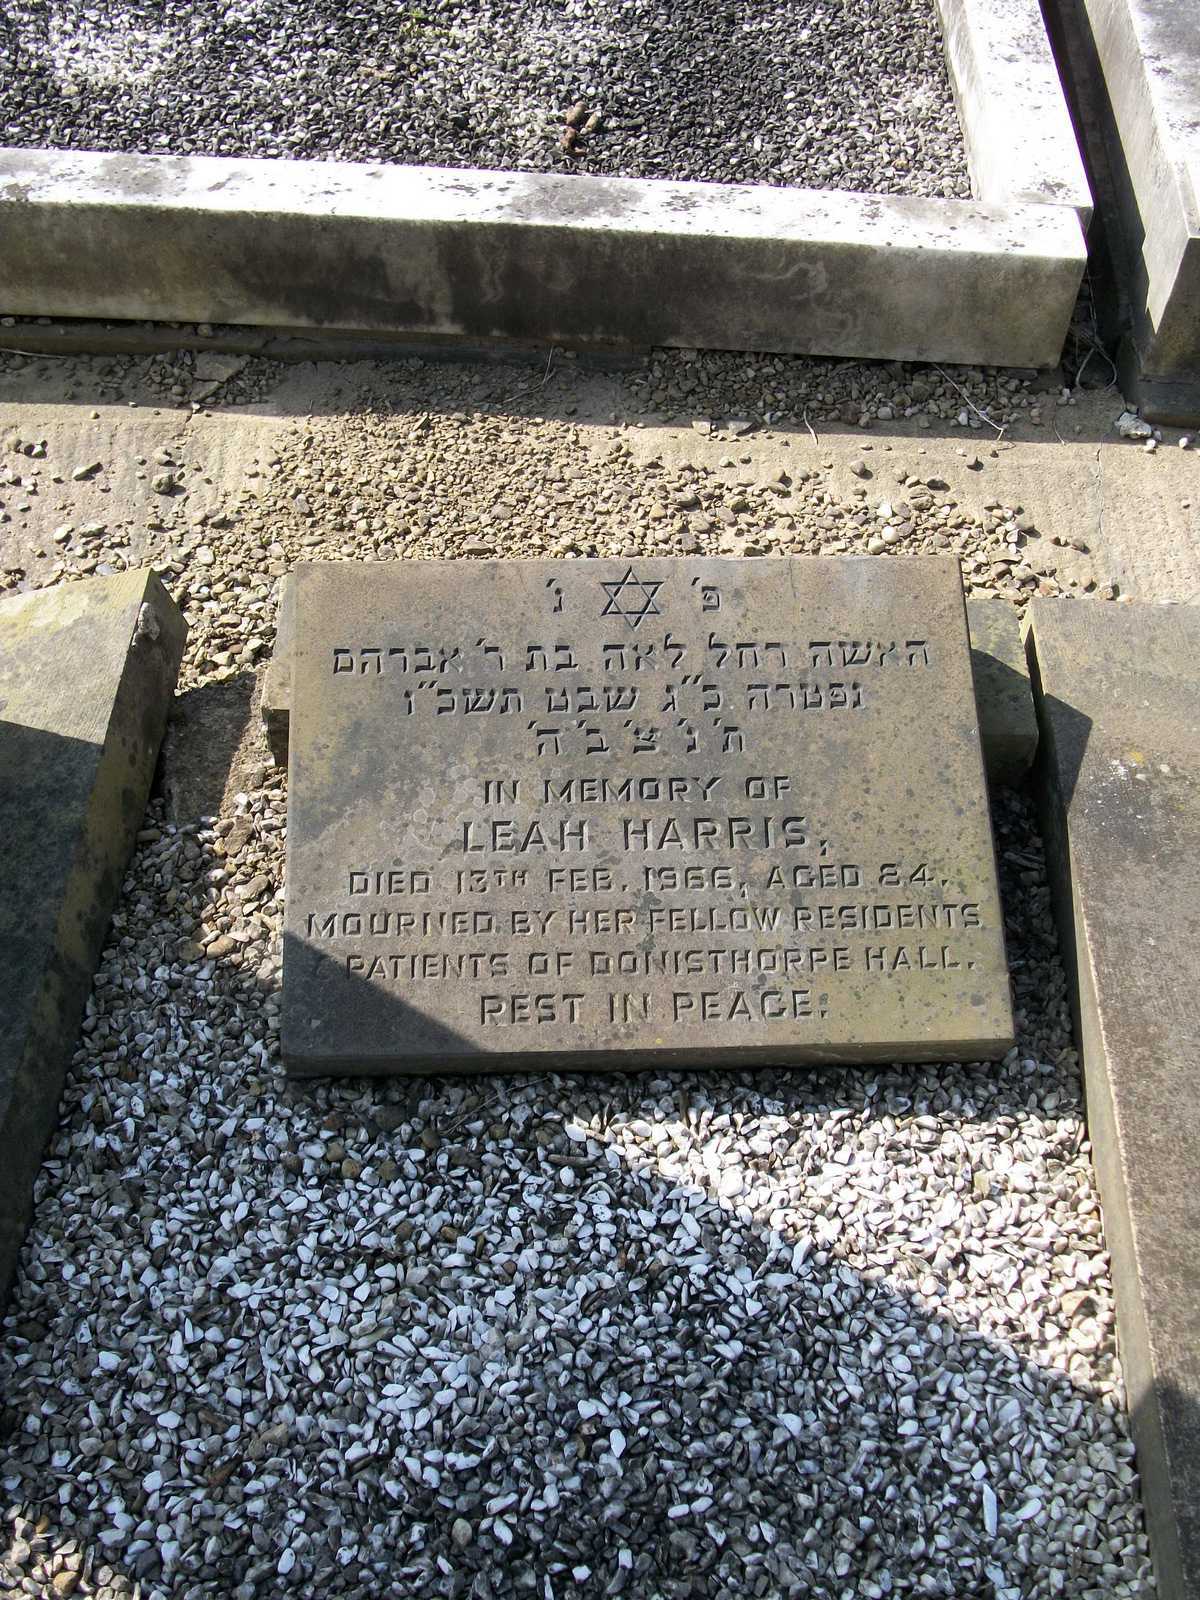 פ׳ נ׳
האשה רחל לאה בת ר׳ אברהם
נפטרה כ״ג שבט תשכ״ו
ת׳ נ׳ צ׳ ב׳ ה׳
IN MEMORY OF
LEAH HARRIS,
DIED 13TH FEB. 1966, AGED 84.
MOURNED BY HER FELLOW RESIDENTS
& PATIENTS OF DONISTHORPE HALL.
REST IN PEACE.